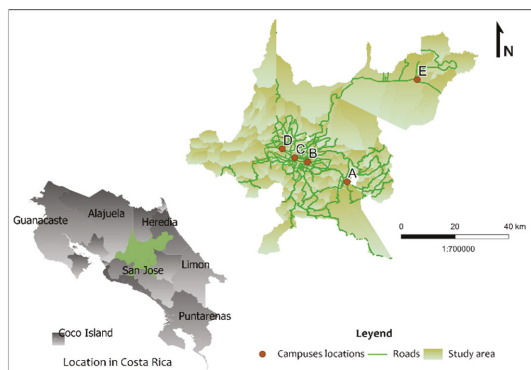 N
E
D
C
B
A
0 20 40 km
1:700000
Guanacaste
Alajuela
Heredia
San Jose
Limon
Puntarenas
Coco Island
Location in Costa Rica
Leyend
Campuses locations Roads Study area